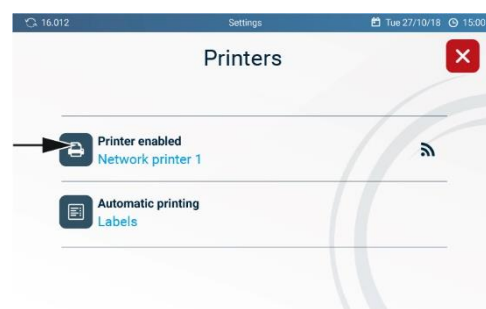 16.012 Settings Tue 27/10/18 15:00
Printers
Printer enabled
Network printer 1
Automatic printing
Labels